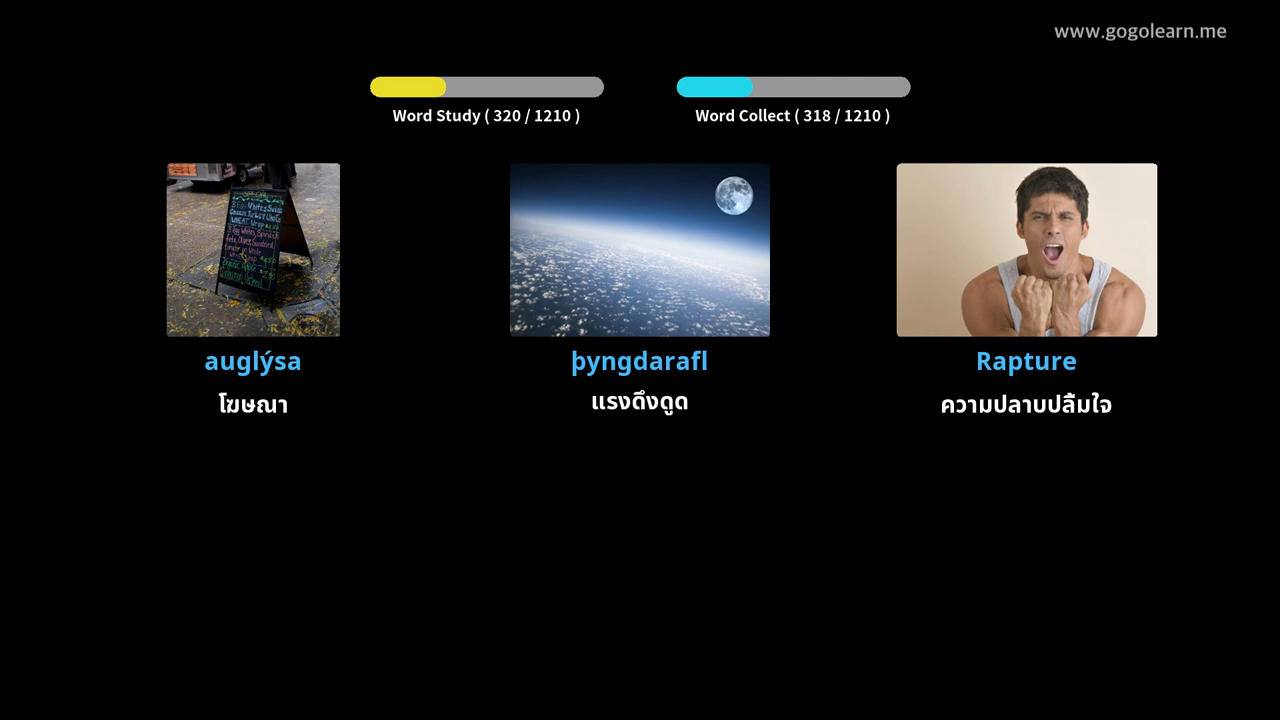 www.gogolearn.me
Word Study ( 320 / 1210 )
Word Collect ( 318 / 1210 )
auglýsa
þyngdarafl
Rapture
โฆษณา
แรงดึงดูด
ความปลาบปลื้มใจ